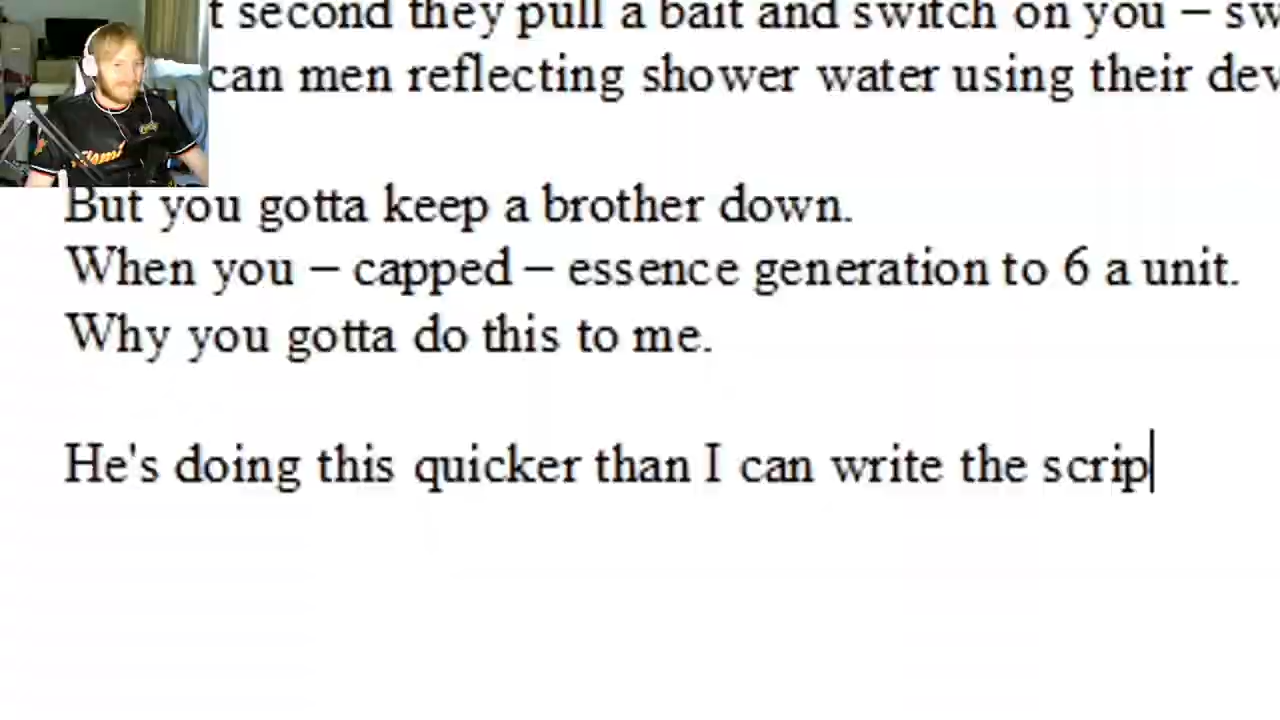 t second they pull a bait and switch on you – sw
can men reflecting shower water using their dev
But you gotta keep a brother down.
When you – capped – essence generation to 6 a unit.
Why you gotta do this to me.
He's doing this quicker than I can write the scrip